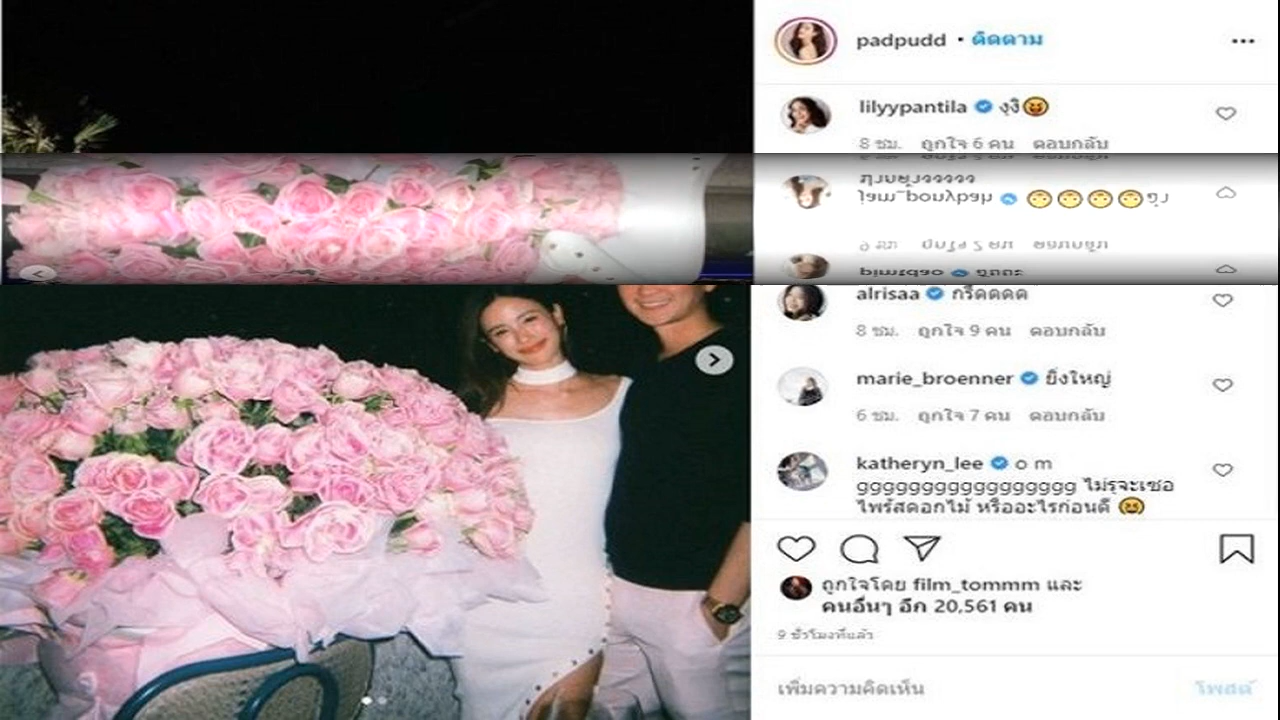 padpudd • ติดตาม
lilyypantila งุงิ
8 ชม. ถูกใจ 6 คน ตอบกลับ
alrisaa กรี๊ดดดด
8 ชม. ถูกใจ 9 คน ตอบกลับ
marie_broenner ยิ่งใหญ่
6 ชม. ถูกใจ 7 คน ตอบกลับ
katheryn_lee o m
ggggggggggggggggg ไม่รุจะเซอ
ไพร้สดอกไม้ หรืออะไรก่อนดี
ถูกใจโดย film_tommm และ
คนอื่นๆ อีก 20,561 คน
9 ชั่วโมงที่แล้ว
เพิ่มความคิดเห็น
โพสต์